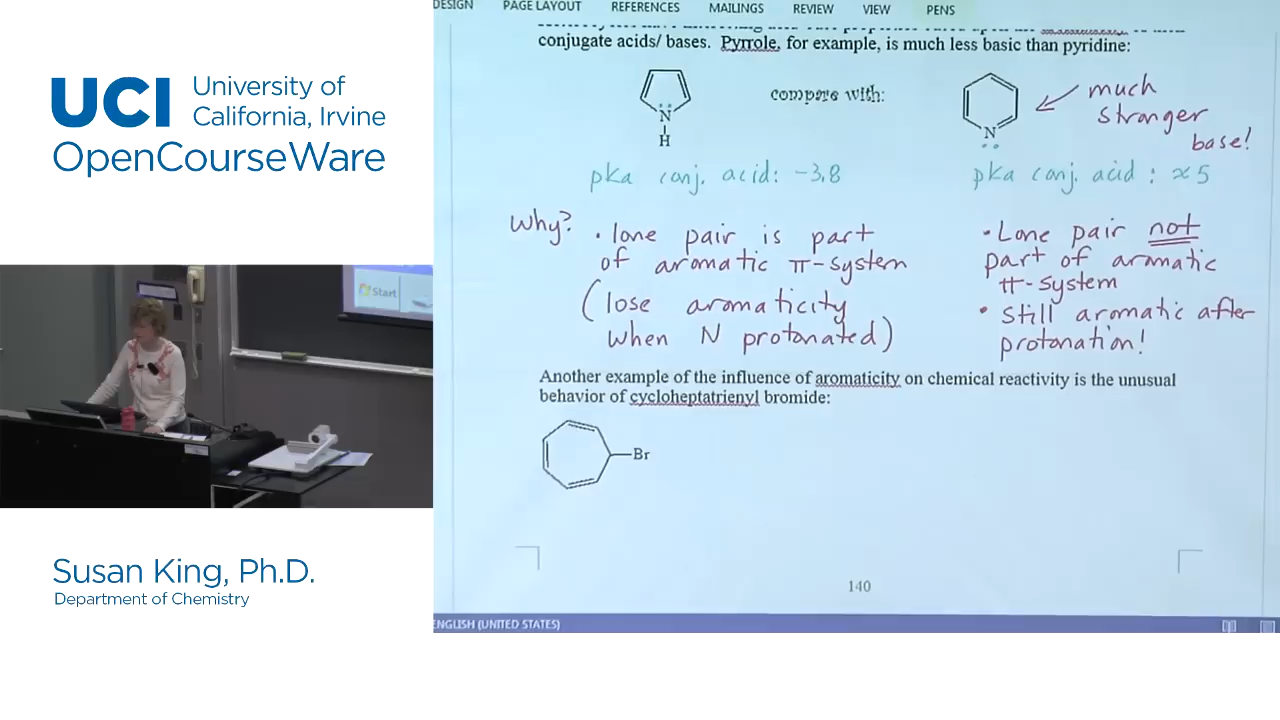 DESIGN PAGE LAYOUT REFERENCES MAILINGS REVIEW VIEW PENS
conjugate acids/ bases. Pyrrole, for example, is much less basic than pyridine:
N
H
compare with:
N
much
stronger
base!
pka conj. acid: -3.8
pka conj. acid : ≈ 5
Why?
• lone pair is part
of aromatic π-system
(lose aromaticity
when N protonated)
• Lone pair not
part of aromatic
π-system
• Still aromatic after
protonation!
Another example of the influence of aromaticity on chemical reactivity is the unusual
behavior of cycloheptatrienyl bromide:
Br
140
ENGLISH (UNITED STATES)
UCI University of
California, Irvine
OpenCourseWare
Start
Susan King, Ph.D.
Department of Chemistry